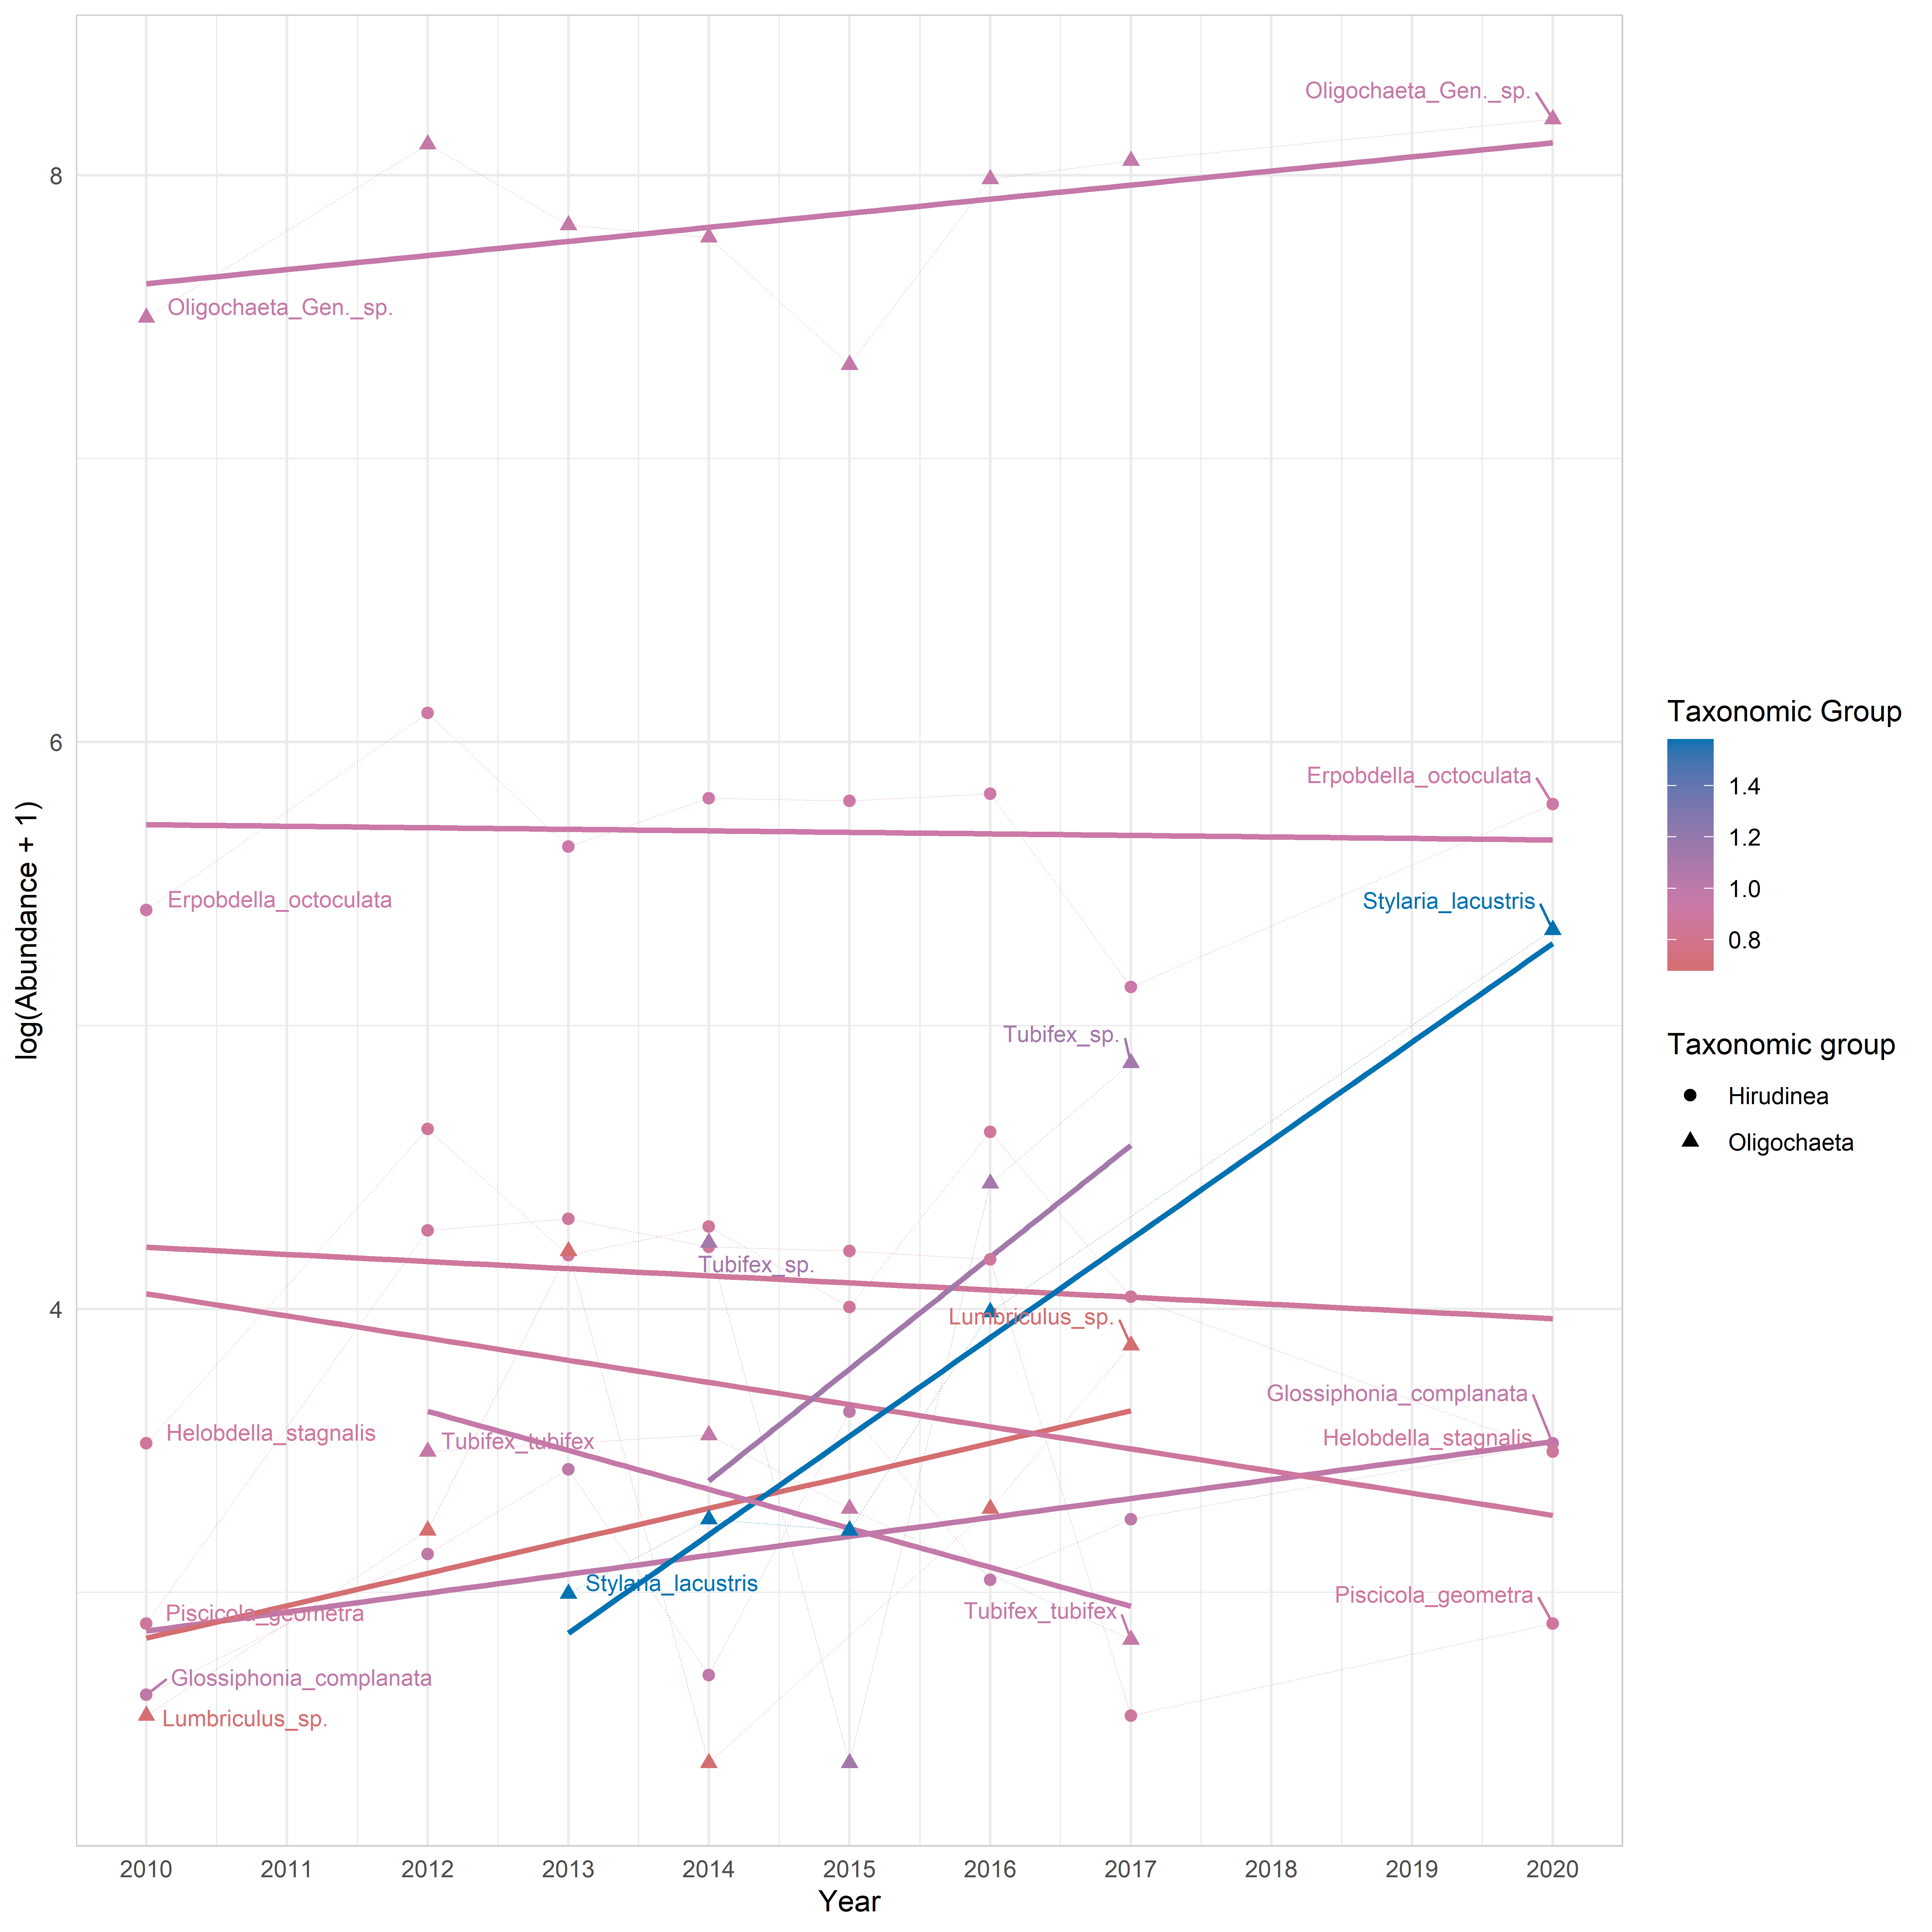 Oligochaeta_Gen._sp.
8
Oligochaeta_Gen._sp.
Taxonomic Group
6
Erpobdella_octoculata
1.4
1.2
Erpobdella_octoculata
Stylaria_lacustris
1.0
0.8
log(Abundance + 1)
Tubifex_sp.
Taxonomic group
Hirudinea
Oligochaeta
Tubifex_sp.
4
Lumbriculus_sp.
Glossiphonia_complanata
Helobdella_stagnalis
Tubifex_tubifex
Helobdella_stagnalis
Stylaria_lacustris
Piscicola_geometra
Piscicola_geometra
Tubifex_tubifex
Glossiphonia_complanata
Lumbriculus_sp.
2010 2011 2012 2013 2014 2015 2016 2017 2018 2019 2020
Year